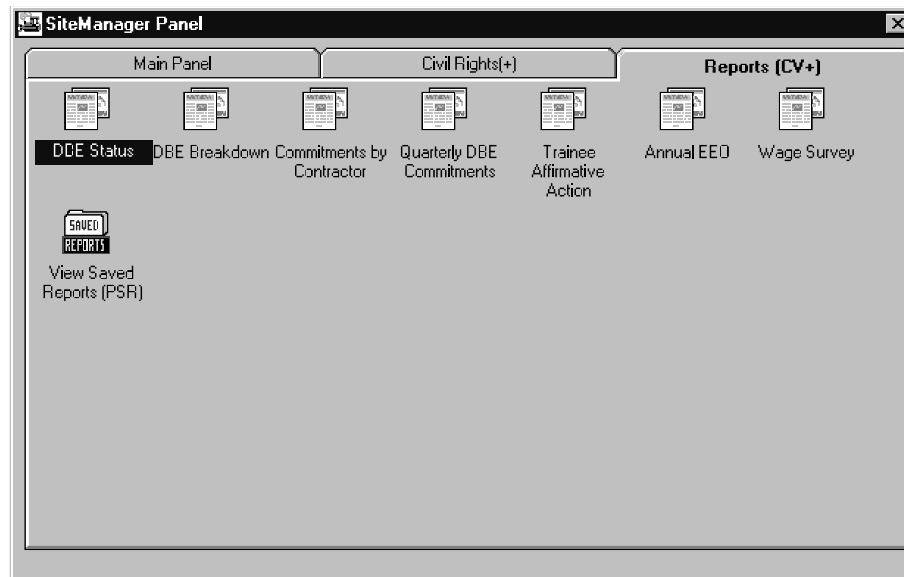 SiteManager Panel
Main Panel
Civil Rights(+)
Reports (CV+)
DBE Status
DBE Breakdown
Commitments by
Contractor
Quarterly DBE
Commitments
Trainee
Affirmative
Action
Annual EEO
Wage Survey
SAVED
REPORTS
View Saved
Reports (PSR)